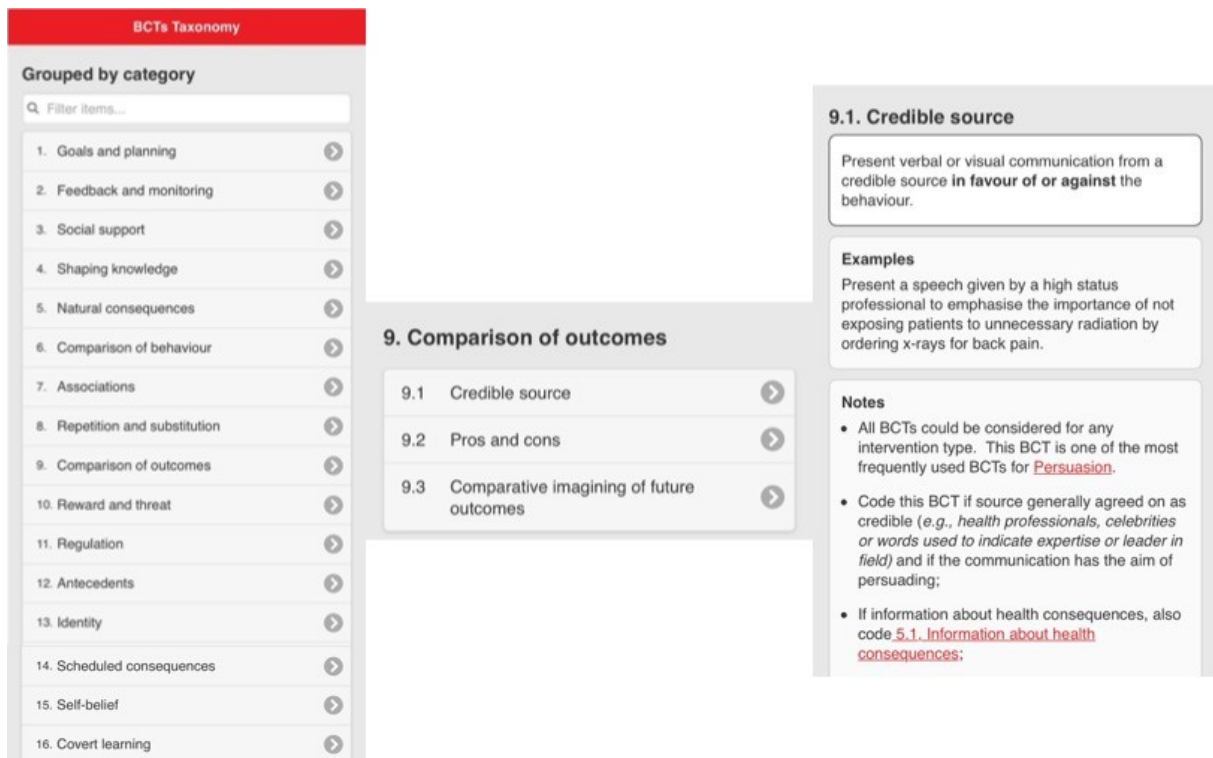 BCTs Taxonomy
Grouped by category
Filter items...
1. Goals and planning
2. Feedback and monitoring
3. Social support
4. Shaping knowledge
5. Natural consequences
6. Comparison of behaviour
7. Associations
8. Repetition and substitution
9. Comparison of outcomes
10. Reward and threat
11. Regulation
12. Antecedents
13. Identity
14. Scheduled consequences
15. Self-belief
16. Covert learning
9. Comparison of outcomes
9.1 Credible source
9.2 Pros and cons
9.3 Comparative imagining of future
outcomes
9.1. Credible source
Present verbal or visual communication from a
credible source in favour of or against the
behaviour.
Examples
Present a speech given by a high status
professional to emphasise the importance of not
exposing patients to unnecessary radiation by
ordering x-rays for back pain.
Notes
• All BCTs could be considered for any
intervention type. This BCT is one of the most
frequently used BCTs for Persuasion.
• Code this BCT if source generally agreed on as
credible (e.g., health professionals, celebrities
or words used to indicate expertise or leader in
field) and if the communication has the aim of
persuading;
• If information about health consequences, also
code 5.1. Information about health
consequences;